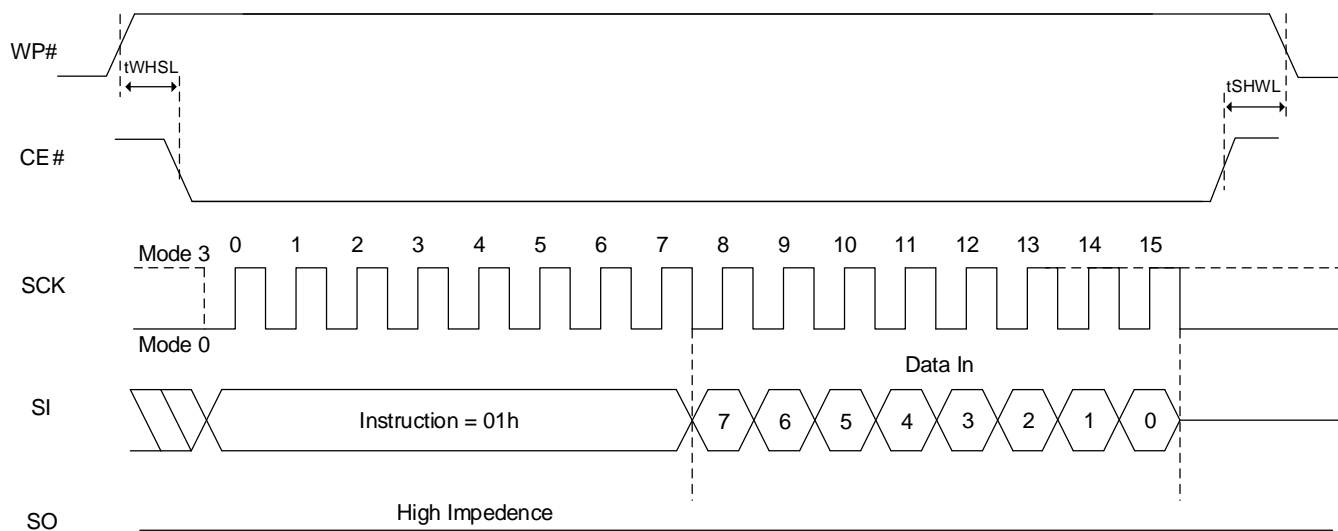 WP#
tWHSL
tSHWL
CE#
0 1 2 3 4 5 6 7 8 9 10 11 12 13 14 15
Mode 3
SCK
Mode 0
Data In
SI
Instruction = 01h
7 6 5 4 3 2 1 0
High Impedence
SO